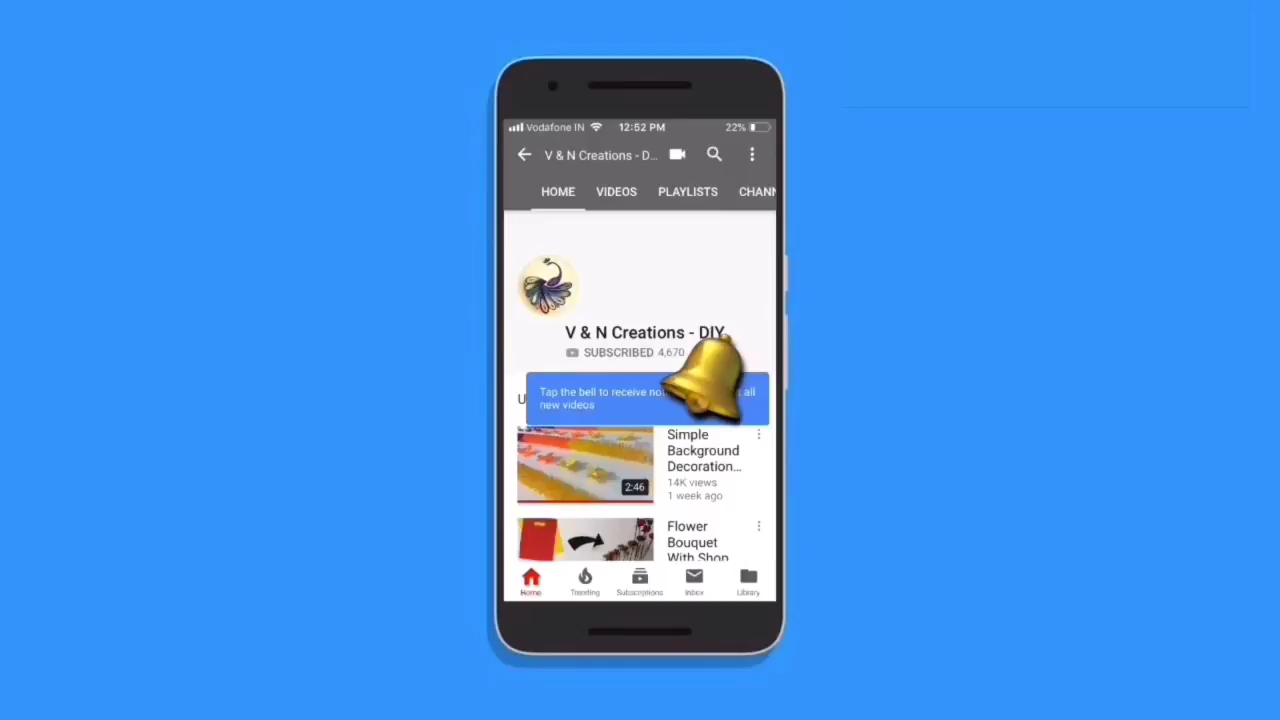 Vodafone IN 12:52 PM 22%
V & N Creations - D...
HOME VIDEOS PLAYLISTS CHANN
V & N Creations - DIY
SUBSCRIBED 4,670
U
Tap the bell to receive all
new videos
2:46
Simple
Background
Decoration...
14K views
1 week ago
Flower
Bouquet
With Shop
Home Trending Subscriptions Inbox Library